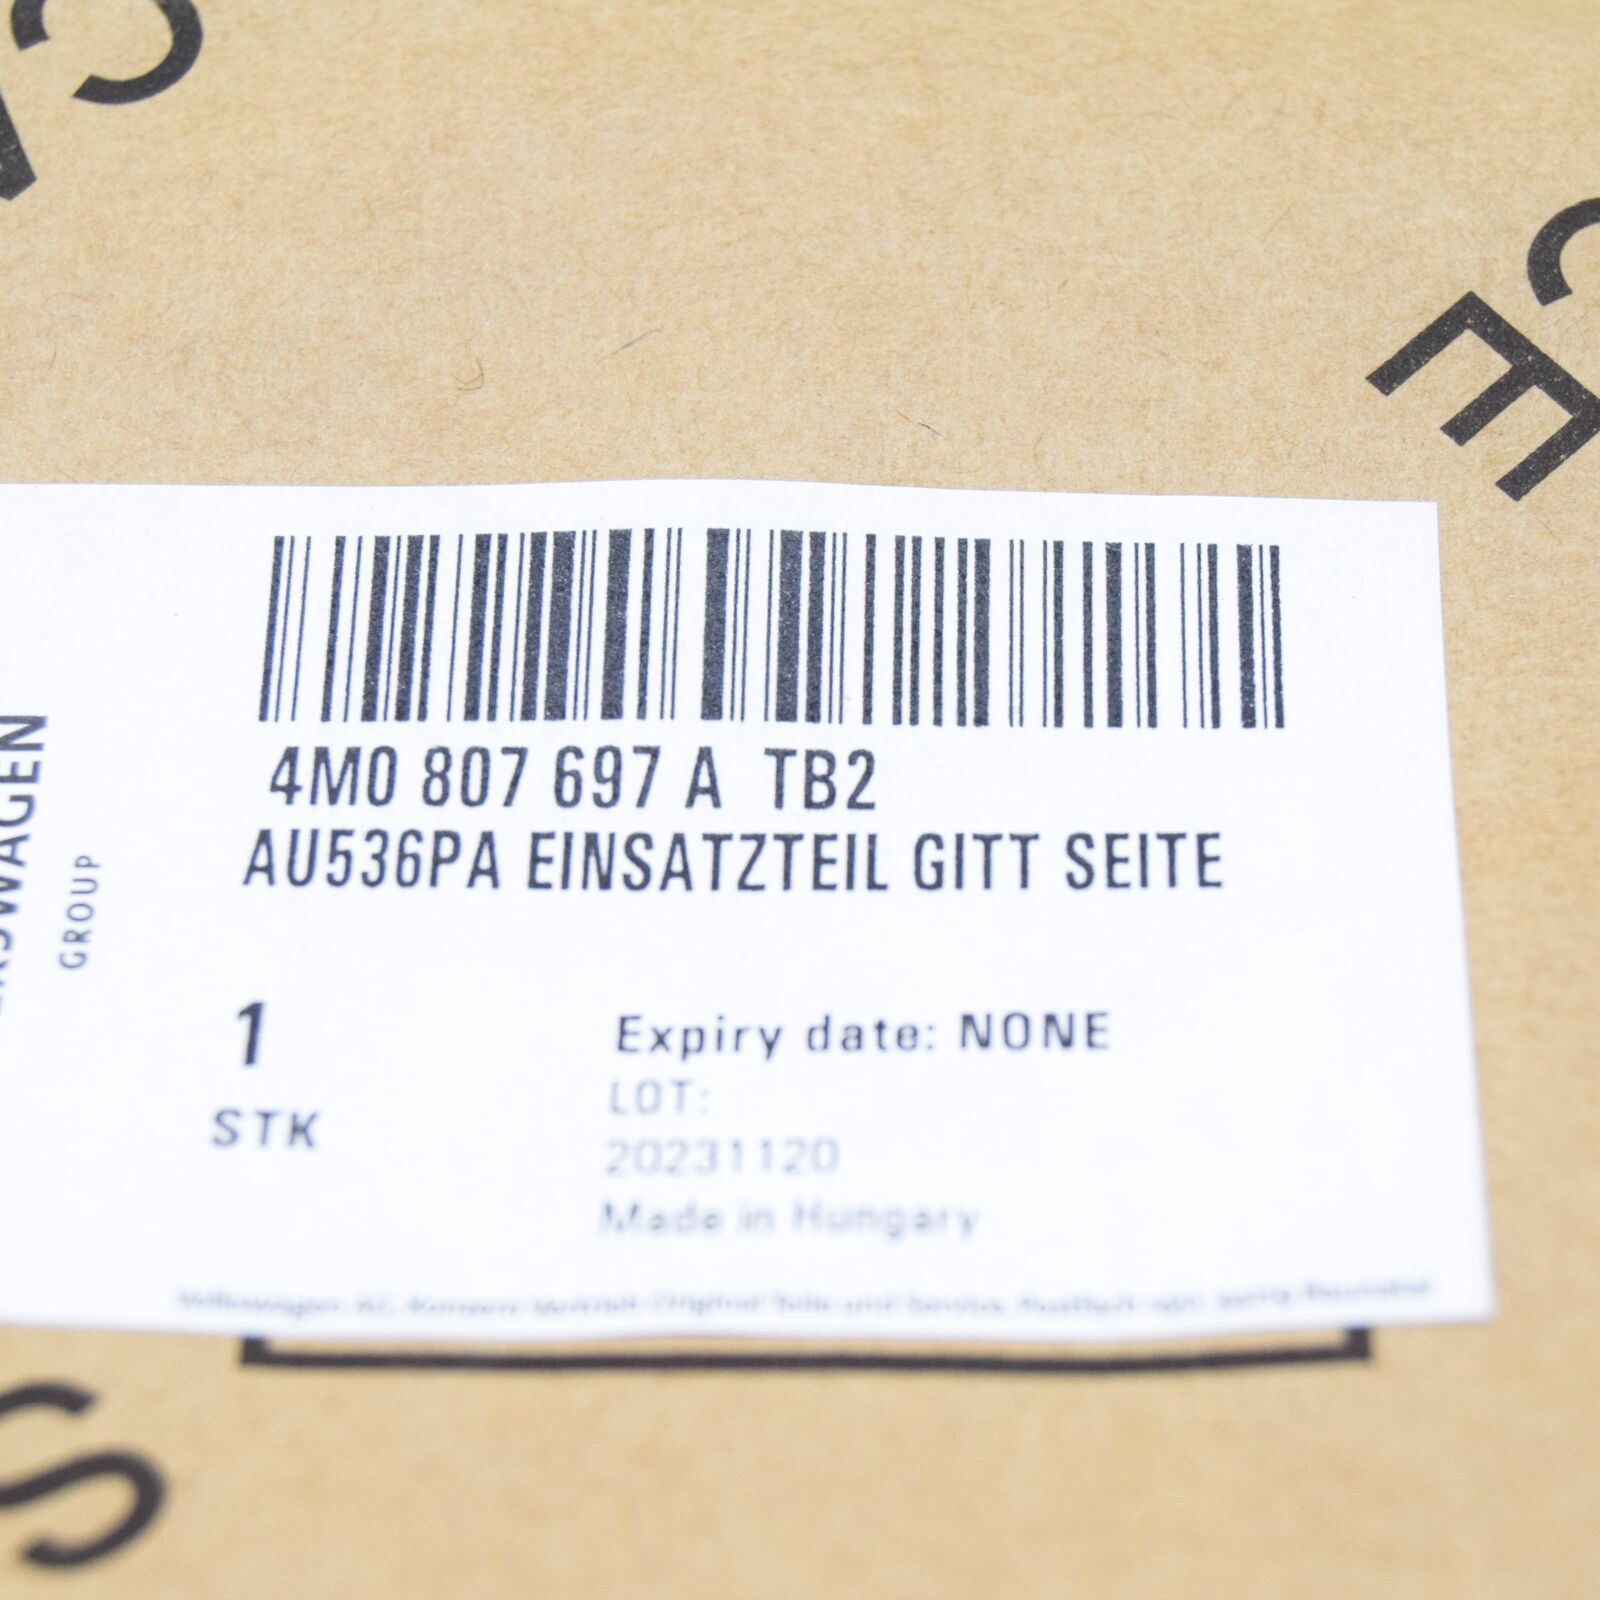 4M0 807 697 A TB2
AU536PA EINSATZTEIL GITT SEITE
GROUP
1
STK
Expiry date: NONE
LOT:
20231120
Made in Hungary